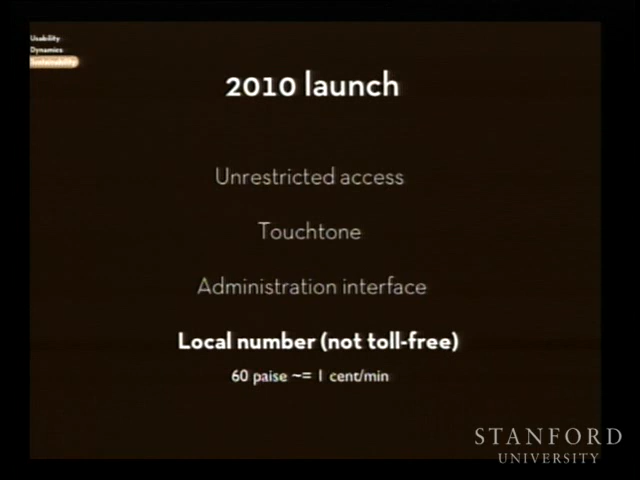 Usability
Dynamics
Sustainability
2010 launch
Unrestricted access
Touchtone
Administration interface
Local number (not toll-free)
60 paise ~= 1 cent/min
STANFORD
UNIVERSITY